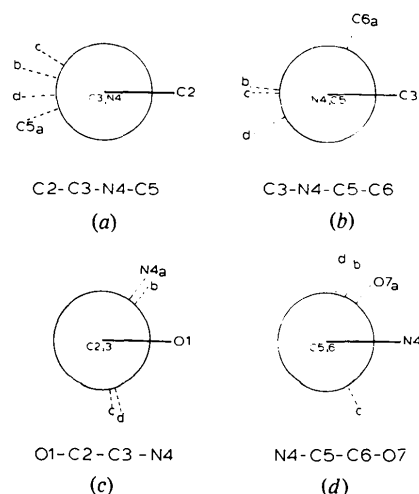 c
b
d
C5a
C3,N4
C2
C2-C3-N4-C5
(a)
C6a
b
c
d
N4,C5
C3
C3-N4-C5-C6
(b)
N4a
b
C2,3
O1
c
d
O1-C2-C3-N4
(c)
d b
O7a
C5,6
N4
c
N4-C5-C6-O7
(d)